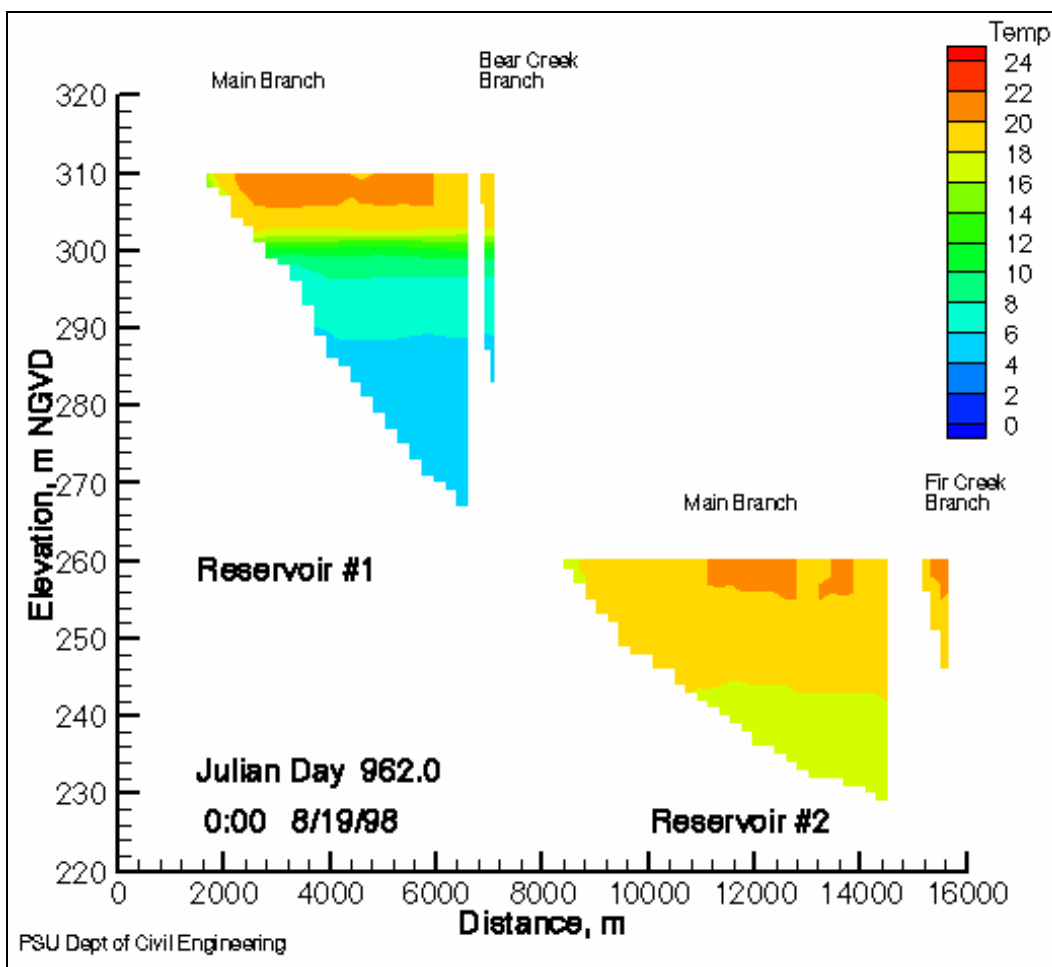 Temp
Bear Creek
Branch
Main Branch
24
22
20
18
16
14
12
10
8
6
4
2
0
320
310
300
290
280
270
260
250
240
230
220
Elevation, m NGVD
Fir Creek
Branch
Main Branch
Reservoir #1
Julian Day 962.0
0:00 8/19/98
Reservoir #2
0 2000 4000 6000 8000 10000 12000 14000 16000
Distance, m
PSU Dept of Civil Engineering